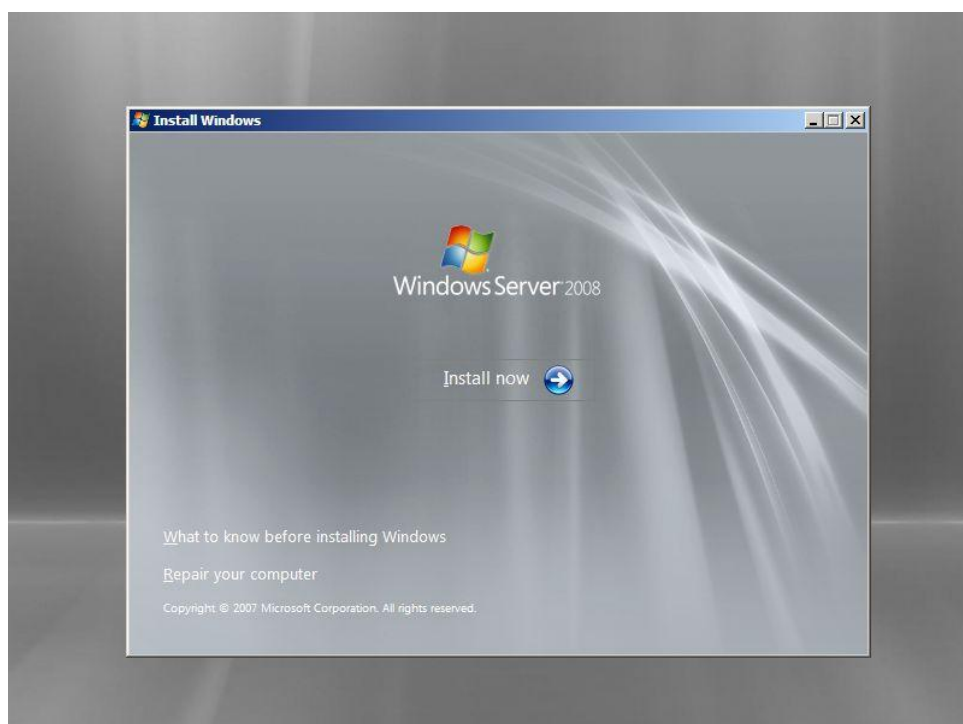 Install Windows
Windows Server 2008
Install now
What to know before installing Windows
Repair your computer
Copyright © 2007 Microsoft Corporation. All rights reserved.